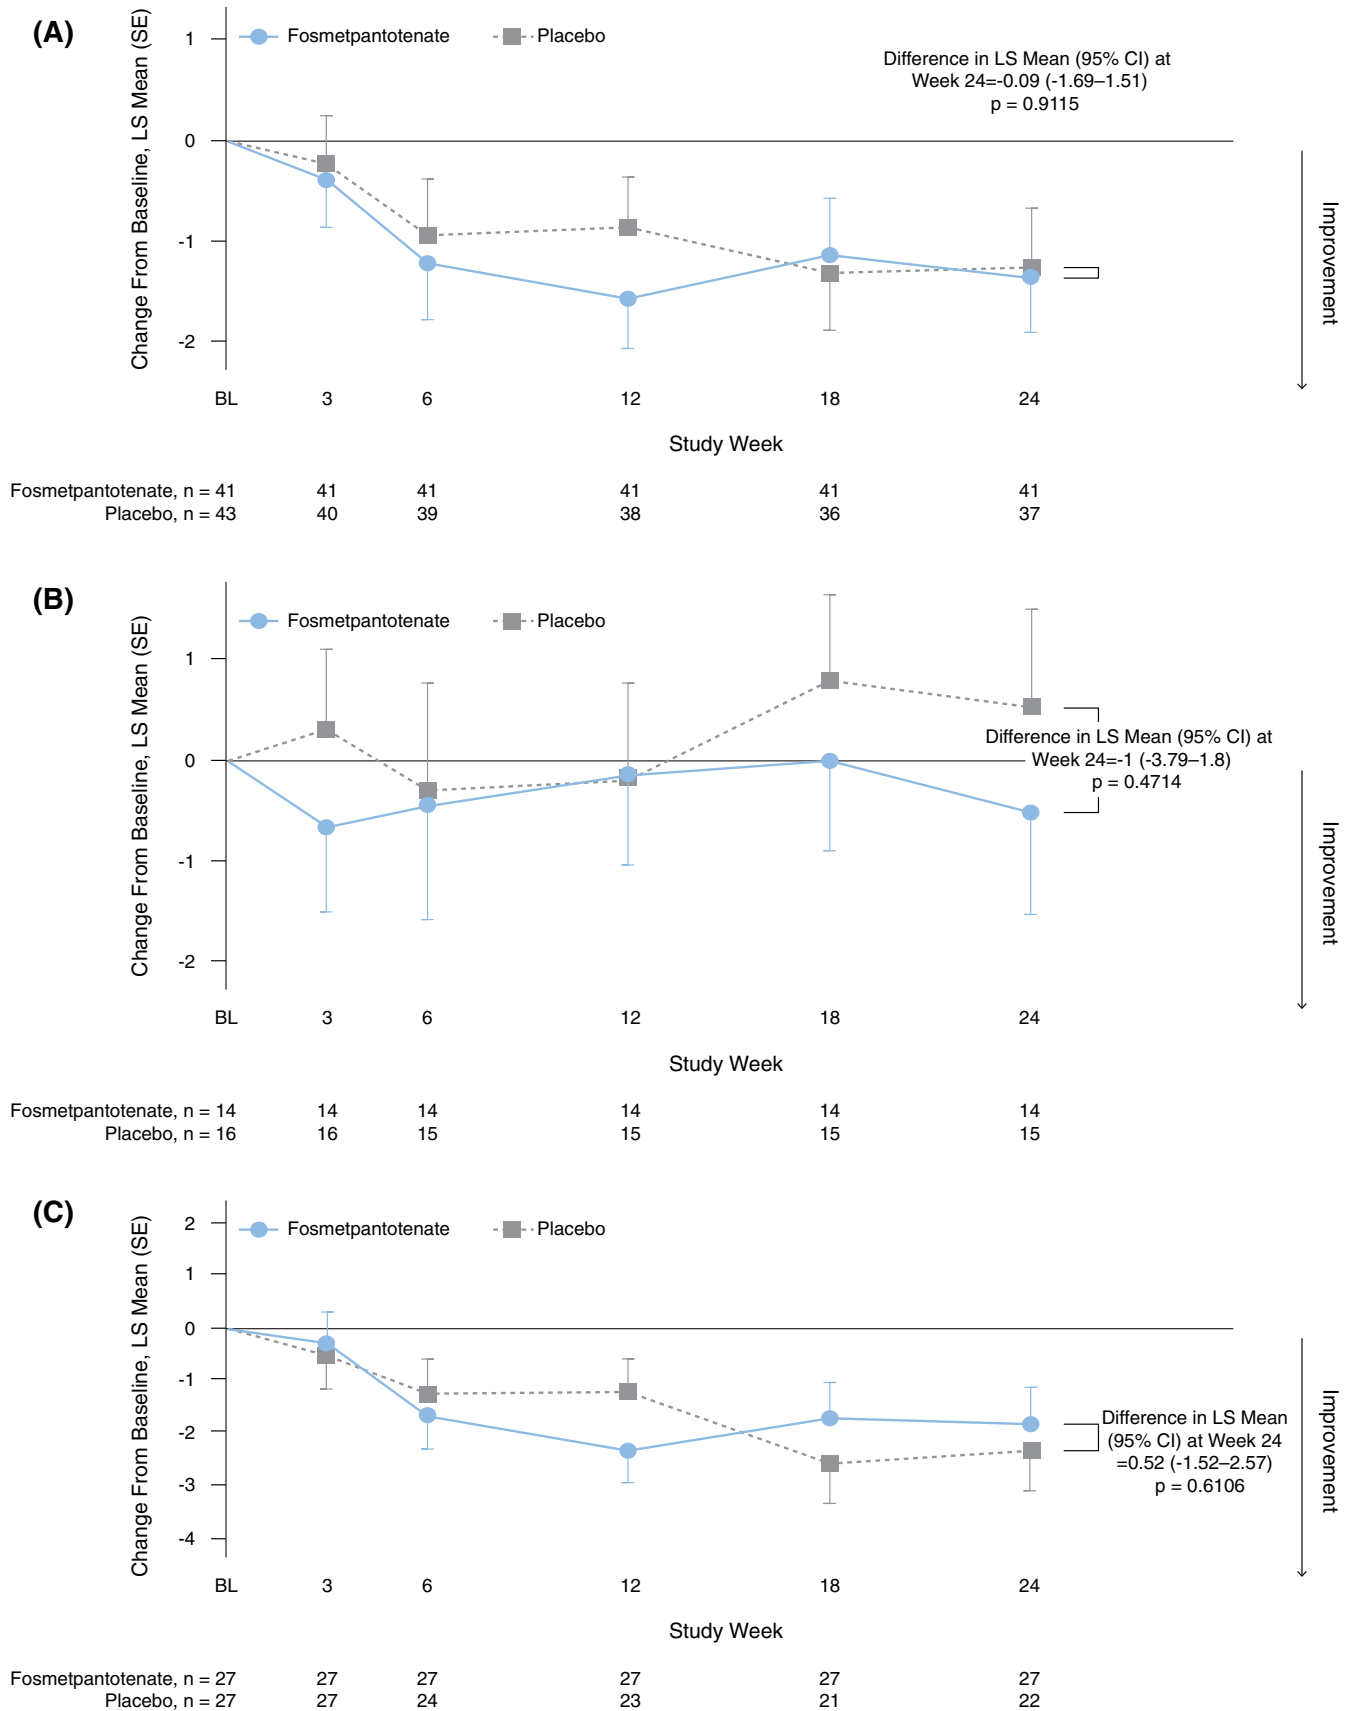 (A)
Change From Baseline, LS Mean (SE)
Fosmetpantotenate
Placebo
Difference in LS Mean (95% CI) at
Week 24=-0.09 (-1.69–1.51)
p = 0.9115
1
0
-1
-2
Improvement
BL 3 6 12 18 24
Study Week
Fosmetpantotenate, n = 41 41 41 41 41 41
Placebo, n = 43 40 39 38 36 37
(B)
Change From Baseline, LS Mean (SE)
Fosmetpantotenate
Placebo
1
0
-1
-2
Difference in LS Mean (95% CI) at
Week 24=-1 (-3.79–1.8)
p = 0.4714
Improvement
BL 3 6 12 18 24
Study Week
Fosmetpantotenate, n = 14 14 14 14 14 14
Placebo, n = 16 16 15 15 15 15
(C)
Change From Baseline, LS Mean (SE)
Fosmetpantotenate
Placebo
2
1
0
-1
-2
-3
-4
Difference in LS Mean
(95% CI) at Week 24
=0.52 (-1.52–2.57)
p = 0.6106
Improvement
BL 3 6 12 18 24
Study Week
Fosmetpantotenate, n = 27 27 27 27 27 27
Placebo, n = 27 27 24 23 21 22